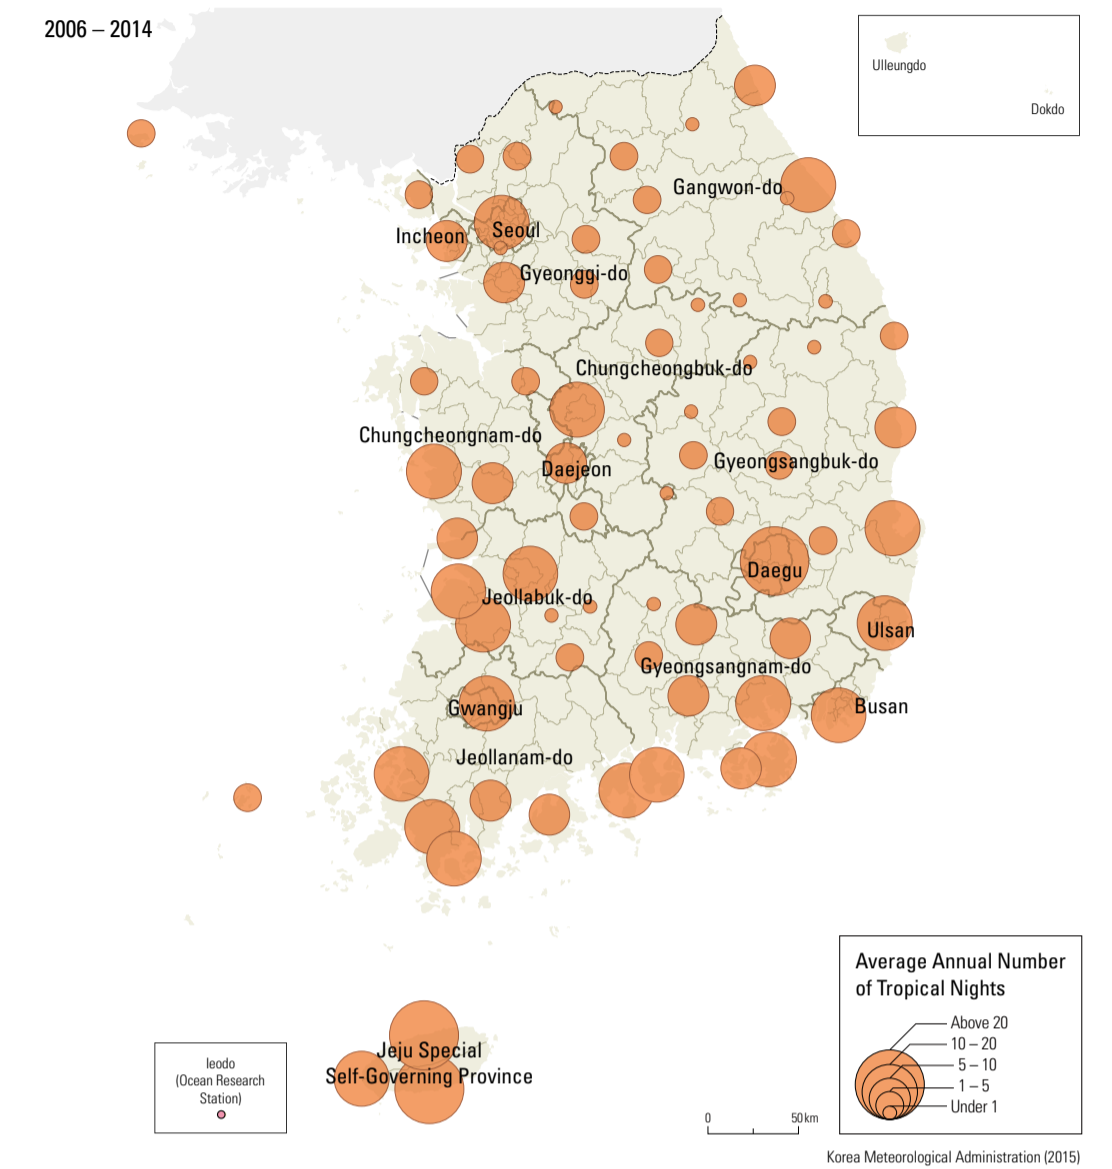 2006 – 2014
Ulleungdo
Dokdo
Gangwon-do
Seoul
Incheon
Gyeonggi-do
Chungcheongbuk-do
Chungcheongnam-do
Daejeon
Gyeongsangbuk-do
Daegu
Jeollabuk-do
Ulsan
Gyeongsangnam-do
Busan
Gwangju
Jeollanam-do
Jeju Special
Self-Governing Province
Ieodo
(Ocean Research
Station)
0 50 km
Average Annual Number
of Tropical Nights
Above 20
10 – 20
5 – 10
1 – 5
Under 1
Korea Meteorological Administration (2015)